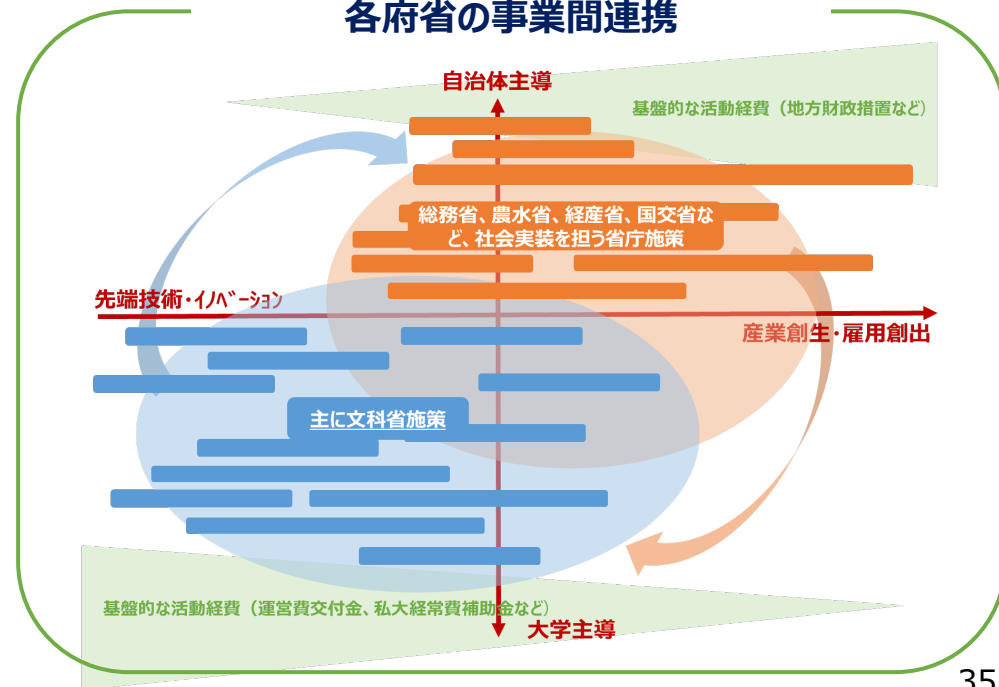 各府省の事業間連携
自治体主導
基盤的な活動経費（地方財政措置など）
総務省、農水省、経産省、国交省な
ど、社会実装を担う省庁施策
先端技術・ｲﾉﾍﾞｰｼｮﾝ
産業創生・雇用創出
主に文科省施策
基盤的な活動経費（運営費交付金、私大経常費補助金など）
大学主導
35